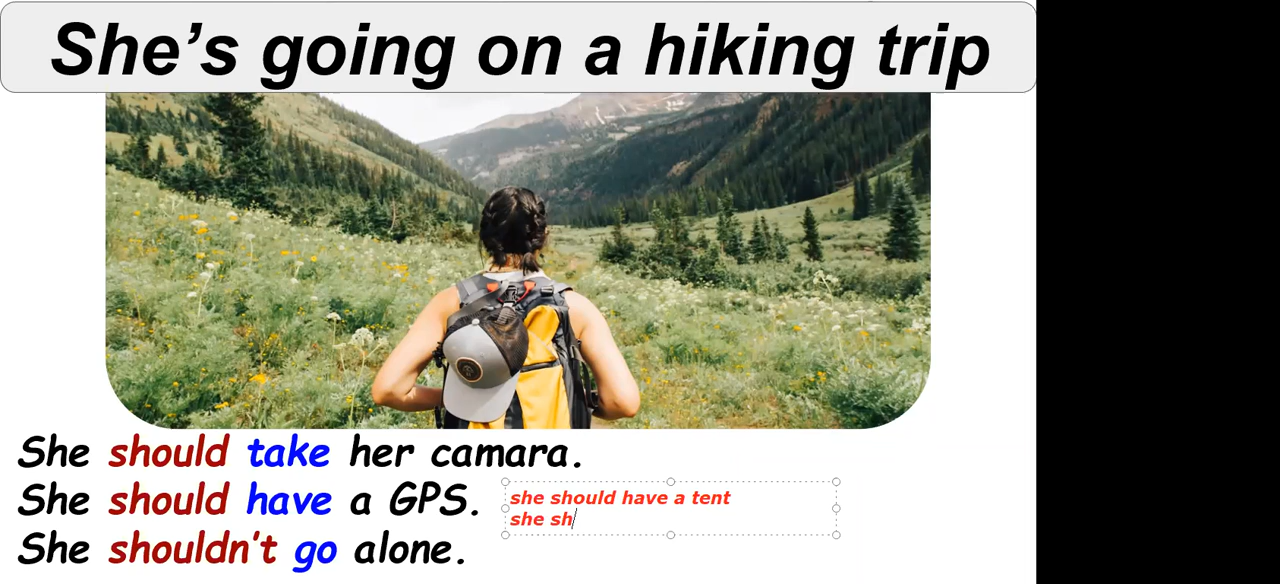 She’s going on a hiking trip
She should take her camara.
She should have a GPS.
she should have a tent
she sh
She shouldn’t go alone.